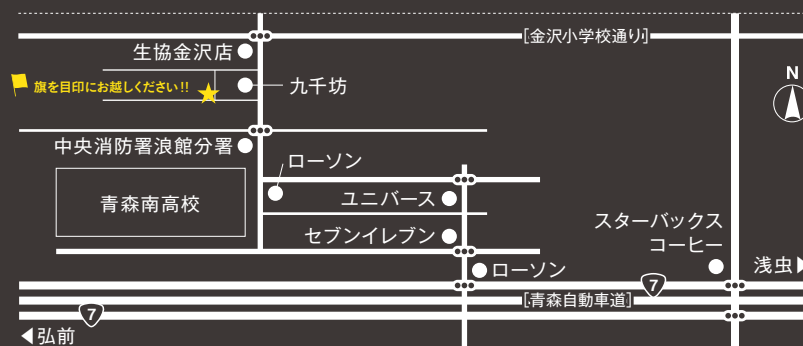 [金沢小学校通り]
生協金沢店
旗を目印にお越しください!!
九千坊
N
中央消防署浪館分署
ローソン
青森南高校
ユニバース
セブンイレブン
スターバックス
コーヒー
浅虫
ローソン
7
[青森自動車道]
7
弘前